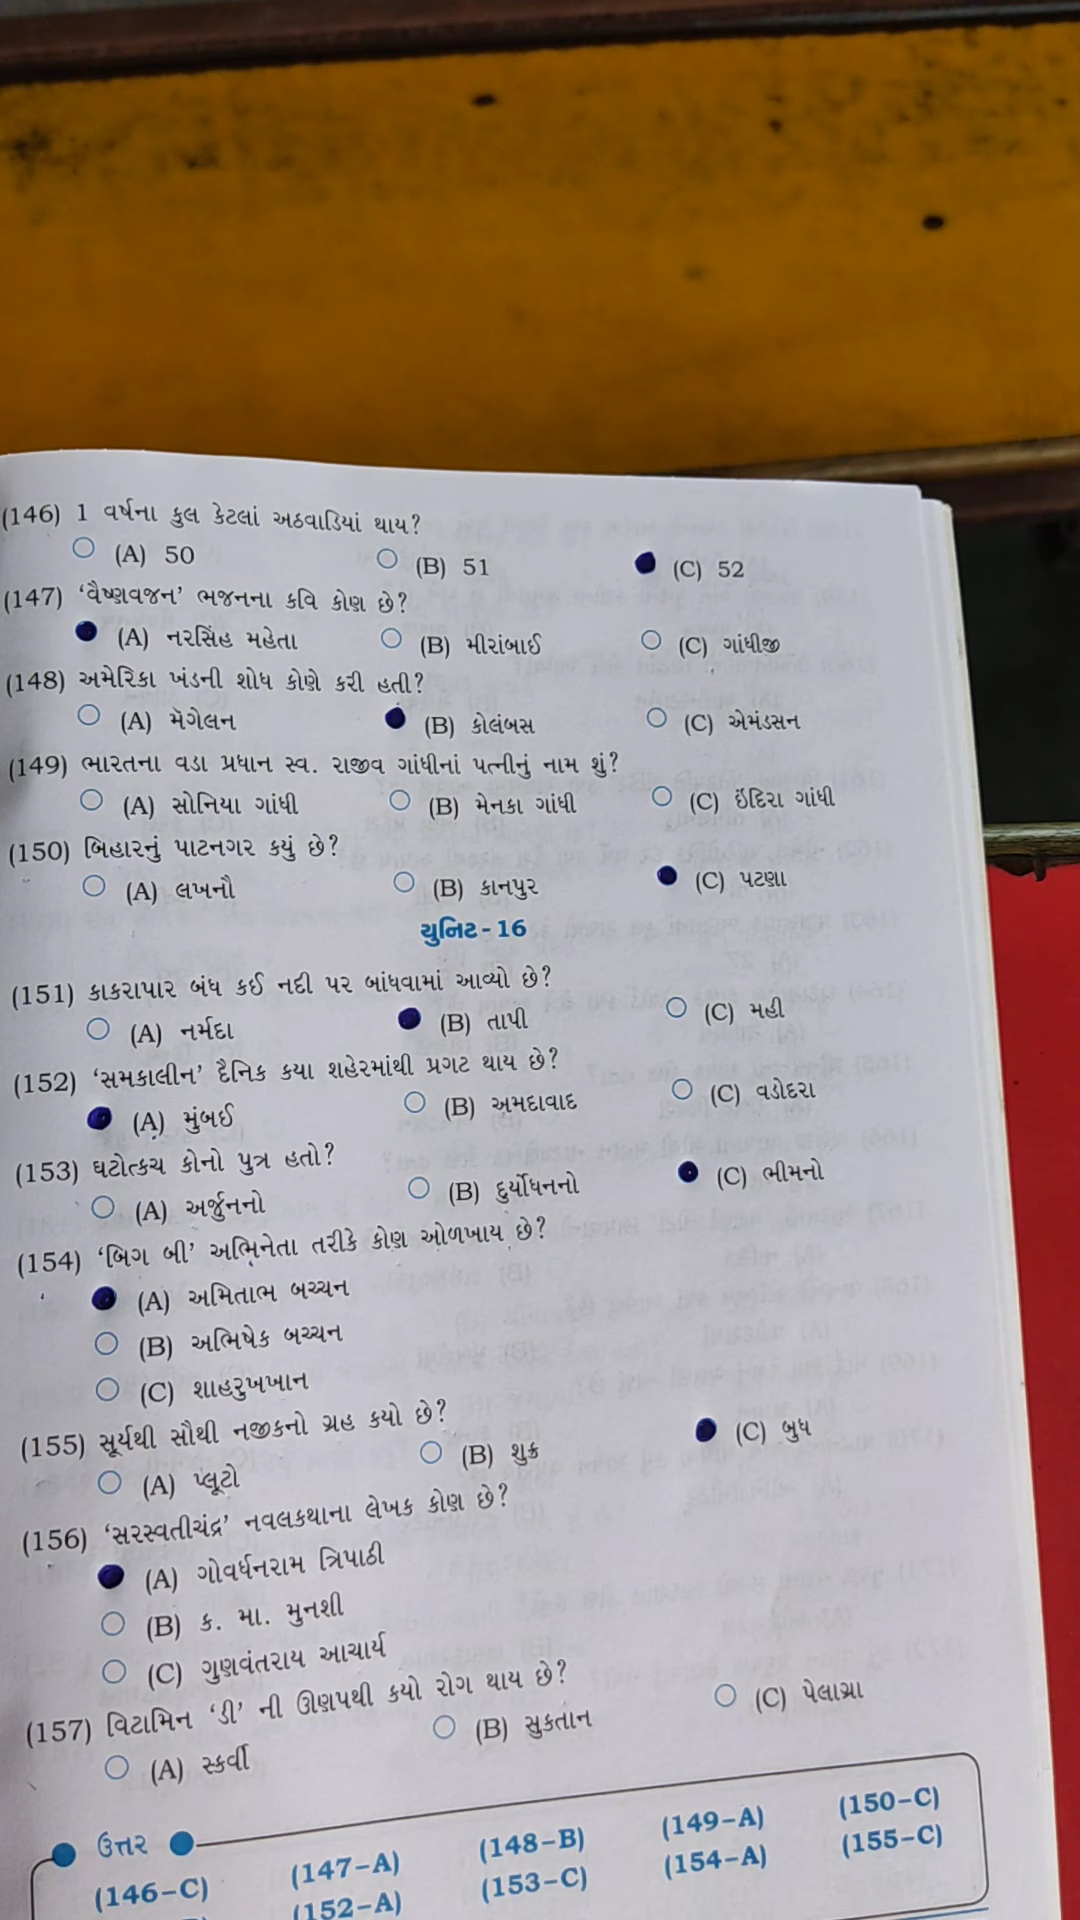 (146) 1 વર્ષના કુલ કેટલાં અઠવાડિયાં થાય?
(A) 50 (B) 51 (C) 52
(147) ‘વૈષ્ણવજન’ ભજનના કવિ કોણ છે?
(A) નરસિંહ મહેતા (B) મીરાંબાઈ (C) ગાંધીજી
(148) અમેરિકા ખંડની શોધ કોણે કરી હતી?
(A) મૅગેલન (B) કોલંબસ (C) એમંડસન
(149) ભારતના વડા પ્રધાન સ્વ. રાજીવ ગાંધીનાં પત્નીનું નામ શું?
(A) સોનિયા ગાંધી (B) મેનકા ગાંધી (C) ઇંદિરા ગાંધી
(150) બિહારનું પાટનગર કયું છે?
(A) લખનૌ (B) કાનપુર (C) પટણા
યુનિટ - 16
(151) કાકરાપાર બંધ કઈ નદી પર બાંધવામાં આવ્યો છે?
(A) નર્મદા (B) તાપી (C) મહી
(152) ‘સમકાલીન’ દૈનિક કયા શહેરમાંથી પ્રગટ થાય છે?
(A) મુંબઈ (B) અમદાવાદ (C) વડોદરા
(153) ઘટોત્કચ કોનો પુત્ર હતો?
(A) અર્જુનનો (B) દુર્યોધનનો (C) ભીમનો
(154) ‘બિગ બી’ અભિનેતા તરીકે કોણ ઓળખાય છે?
(A) અમિતાભ બચ્ચન
(B) અભિષેક બચ્ચન
(C) શાહરુખખાન
(155) સૂર્યથી સૌથી નજીકનો ગ્રહ કયો છે?
(A) પ્લૂટો (B) શુક્ર (C) બુધ
(156) ‘સરસ્વતીચંદ્ર’ નવલકથાના લેખક કોણ છે?
(A) ગોવર્ધનરામ ત્રિપાઠી
(B) ક. મા. મુનશી
(C) ગુણવંતરાય આચાર્ય
(157) વિટામિન ‘ડી’ ની ઊણપથી કયો રોગ થાય છે?
(A) સ્કર્વી (B) સુકતાન (C) પેલાગ્રા
ઉત્તર
(146–C) (147–A) (148–B) (149–A) (150–C)
(152–A) (153–C) (154–A) (155–C)